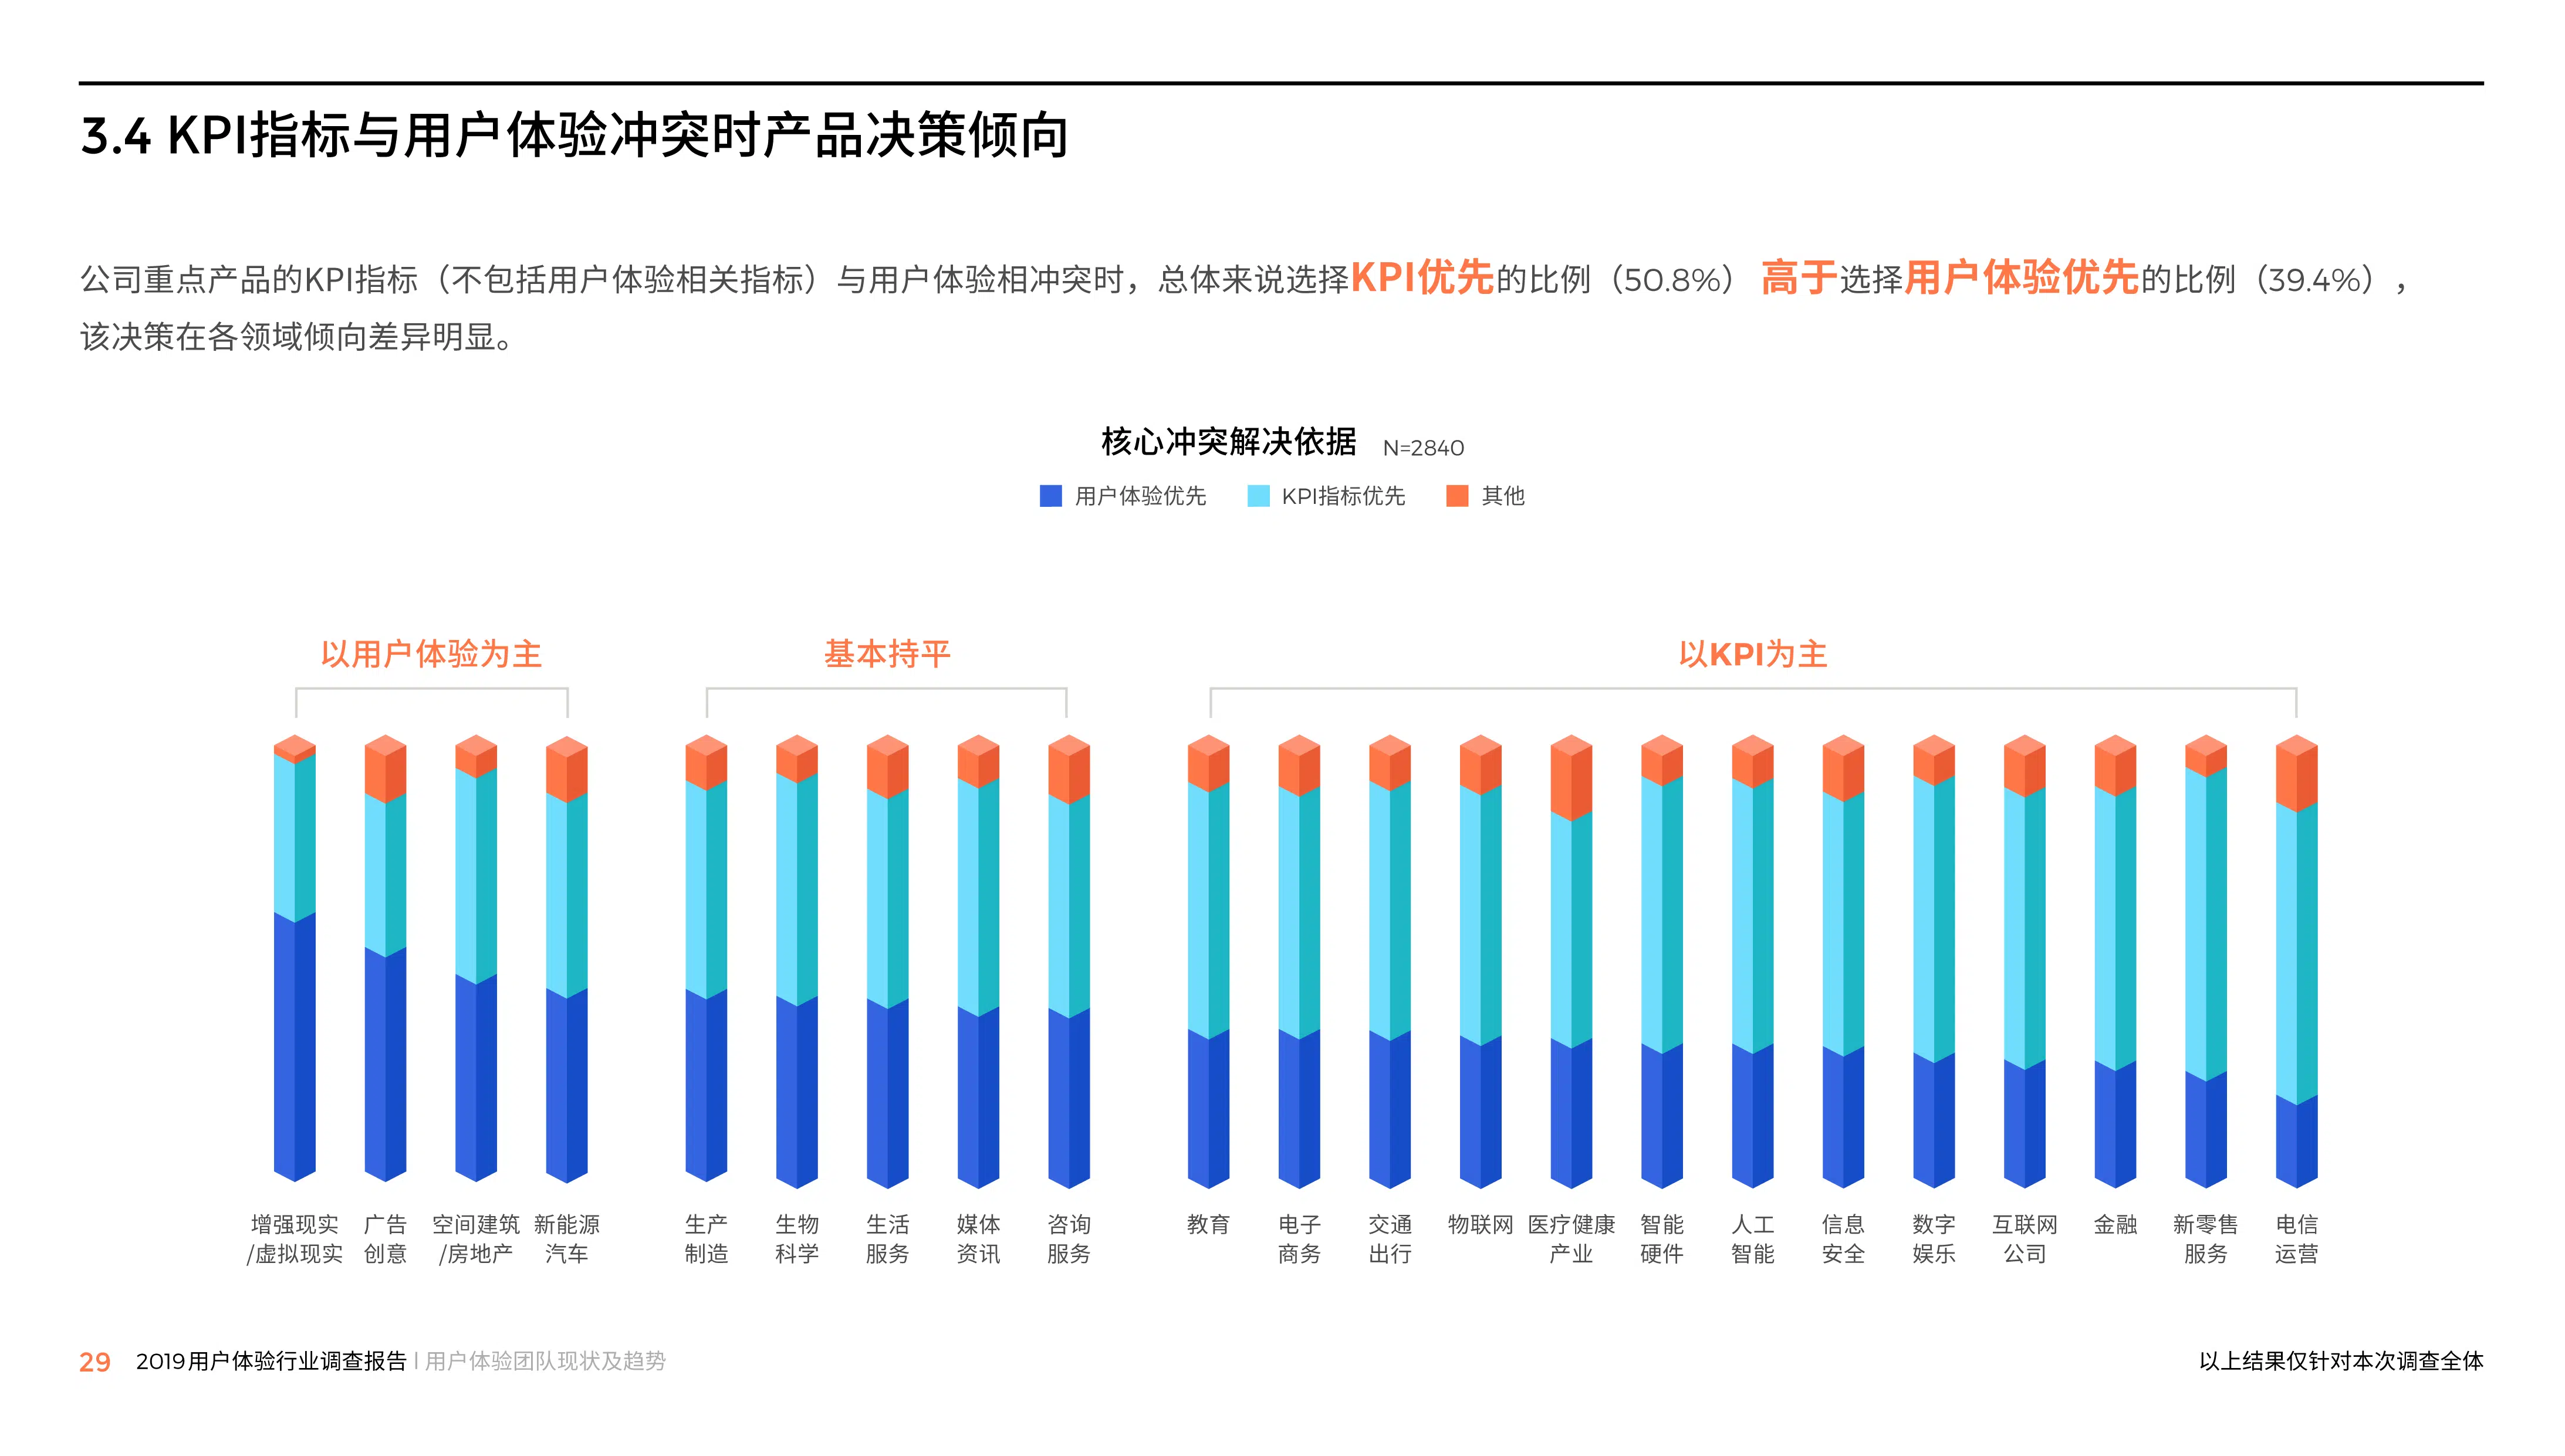 3.4 KPI指标与用户体验冲突时产品决策倾向
公司重点产品的KPI指标（不包括用户体验相关指标）与用户体验相冲突时，总体来说选择KPI优先的比例（50.8%） 高于选择用户体验优先的比例（39.4%），
该决策在各领域倾向差异明显。
核心冲突解决依据 N=2840
用户体验优先 KPI指标优先 其他
以用户体验为主 基本持平 以KPI为主
增强现实 广告 空间建筑 新能源 生产 生物 生活 媒体 咨询 教育 电子 交通 物联网 医疗健康 智能 人工 信息 数字 互联网 金融 新零售 电信
/虚拟现实 创意 /房地产 汽车 制造 科学 服务 资讯 服务 商务 出行 产业 硬件 智能 安全 娱乐 公司 服务 运营
29 2019用户体验行业调查报告 | 用户体验团队现状及趋势 以上结果仅针对本次调查全体